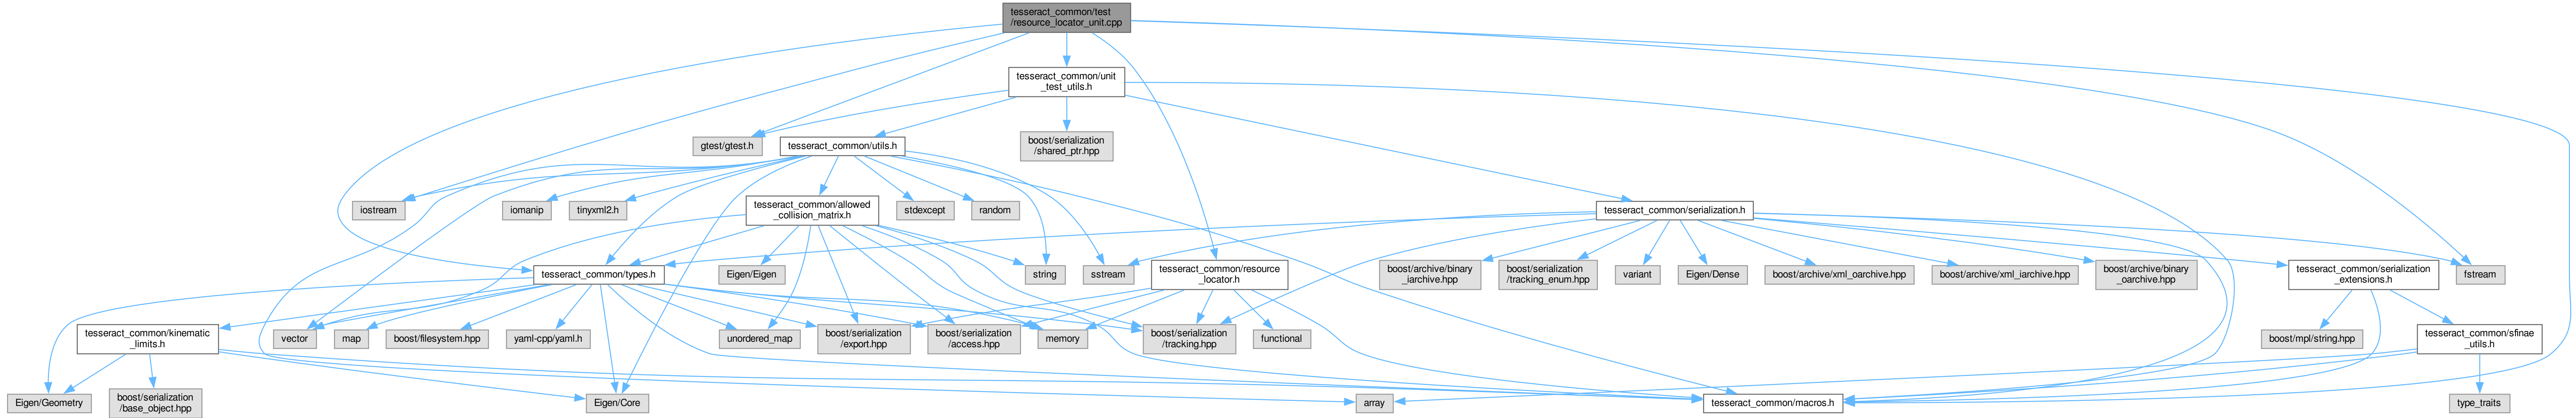 tesseract_common/test
/resource_locator_unit.cpp
tesseract_common/unit
_test_utils.h
gtest/gtest.h
tesseract_common/utils.h
boost/serialization
/shared_ptr.hpp
iostream
iomanip
tinyxml2.h
tesseract_common/allowed
_collision_matrix.h
stdexcept
random
tesseract_common/serialization.h
tesseract_common/types.h
Eigen/Eigen
string
sstream
tesseract_common/resource
_locator.h
boost/archive/binary
_iarchive.hpp
boost/serialization
/tracking_enum.hpp
variant
Eigen/Dense
boost/archive/xml_oarchive.hpp
boost/archive/xml_iarchive.hpp
boost/archive/binary
_oarchive.hpp
tesseract_common/serialization
_extensions.h
fstream
tesseract_common/kinematic
_limits.h
vector
map
boost/filesystem.hpp
yaml-cpp/yaml.h
unordered_map
boost/serialization
/export.hpp
boost/serialization
/access.hpp
memory
boost/serialization
/tracking.hpp
functional
boost/mpl/string.hpp
tesseract_common/sfinae
_utils.h
Eigen/Geometry
boost/serialization
/base_object.hpp
Eigen/Core
array
tesseract_common/macros.h
type_traits